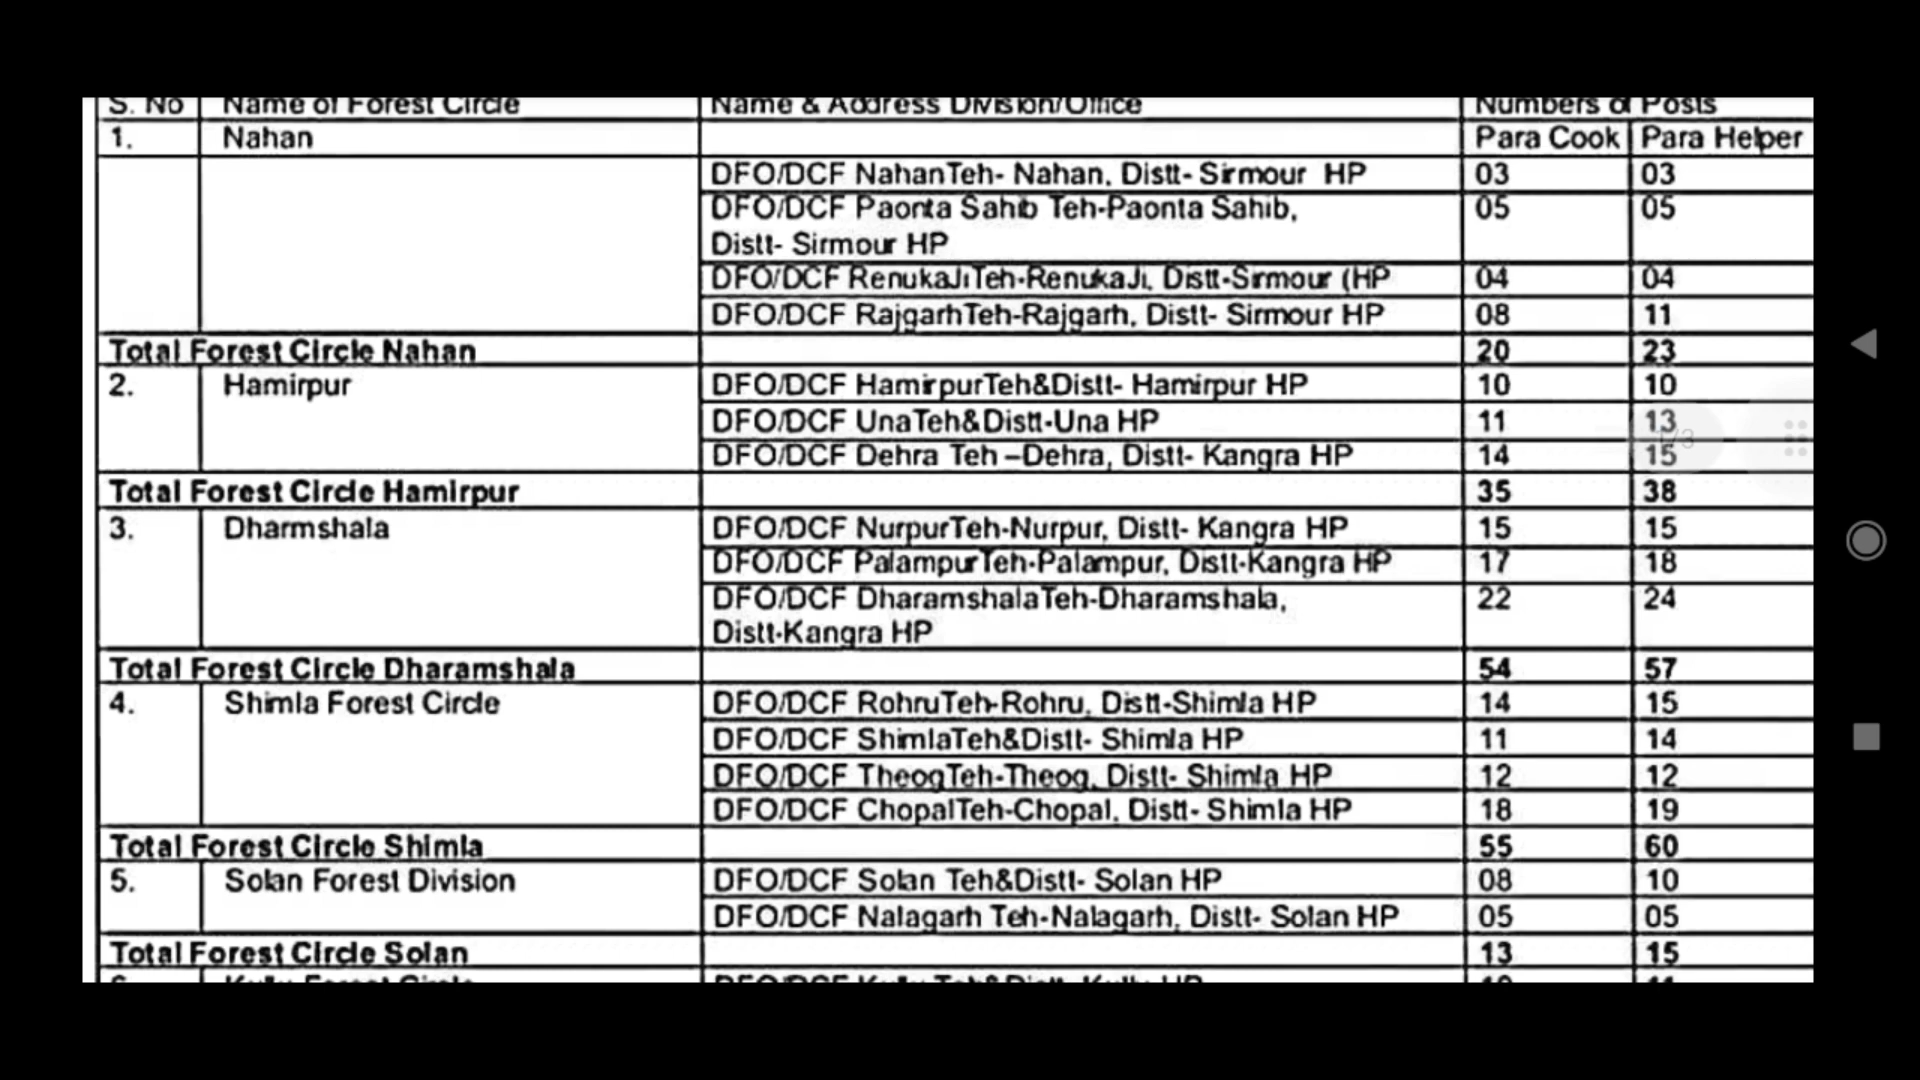 S. No Name of Forest Circle Name & Address Division/Office Numbers of Posts
1. Nahan Para Cook Para Helper
DFO/DCF NahanTeh- Nahan, Distt- Sirmour HP 03 03
DFO/DCF Paonta Sahib Teh-Paonta Sahib, 05 05
Distt- Sirmour HP
DFO/DCF RenukaJiTeh-RenukaJi, Distt-Sirmour (HP 04 04
DFO/DCF RajgarhTeh-Rajgarh, Distt- Sirmour HP 08 11
Total Forest Circle Nahan 20 23
2. Hamirpur DFO/DCF HamirpurTeh&Distt- Hamirpur HP 10 10
DFO/DCF UnaTeh&Distt-Una HP 11 13
DFO/DCF Dehra Teh –Dehra, Distt- Kangra HP 14 15
Total Forest Circle Hamirpur 35 38
3. Dharmshala DFO/DCF NurpurTeh-Nurpur, Distt- Kangra HP 15 15
DFO/DCF PalampurTeh-Palampur, Distt-Kangra HP 17 18
DFO/DCF DharamshalaTeh-Dharamshala, 22 24
Distt-Kangra HP
Total Forest Circle Dharamshala 54 57
4. Shimla Forest Circle DFO/DCF RohruTeh-Rohru, Distt-Shimla HP 14 15
DFO/DCF ShimlaTeh&Distt- Shimla HP 11 14
DFO/DCF TheogTeh-Theog, Distt- Shimla HP 12 12
DFO/DCF ChopalTeh-Chopal, Distt- Shimla HP 18 19
Total Forest Circle Shimla 55 60
5. Solan Forest Division DFO/DCF Solan Teh&Distt- Solan HP 08 10
DFO/DCF Nalagarh Teh-Nalagarh, Distt- Solan HP 05 05
Total Forest Circle Solan 13 15
Kullu Forest Circle DFO/DCF Kullu Teh&Distt- Kullu HP